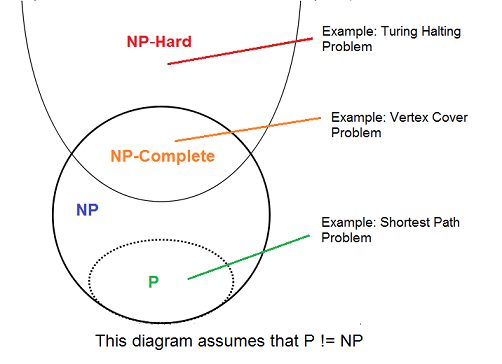 NP-Hard
Example: Turing Halting
Problem
Example: Vertex Cover
Problem
NP-Complete
NP
Example: Shortest Path
Problem
P
This diagram assumes that P != NP